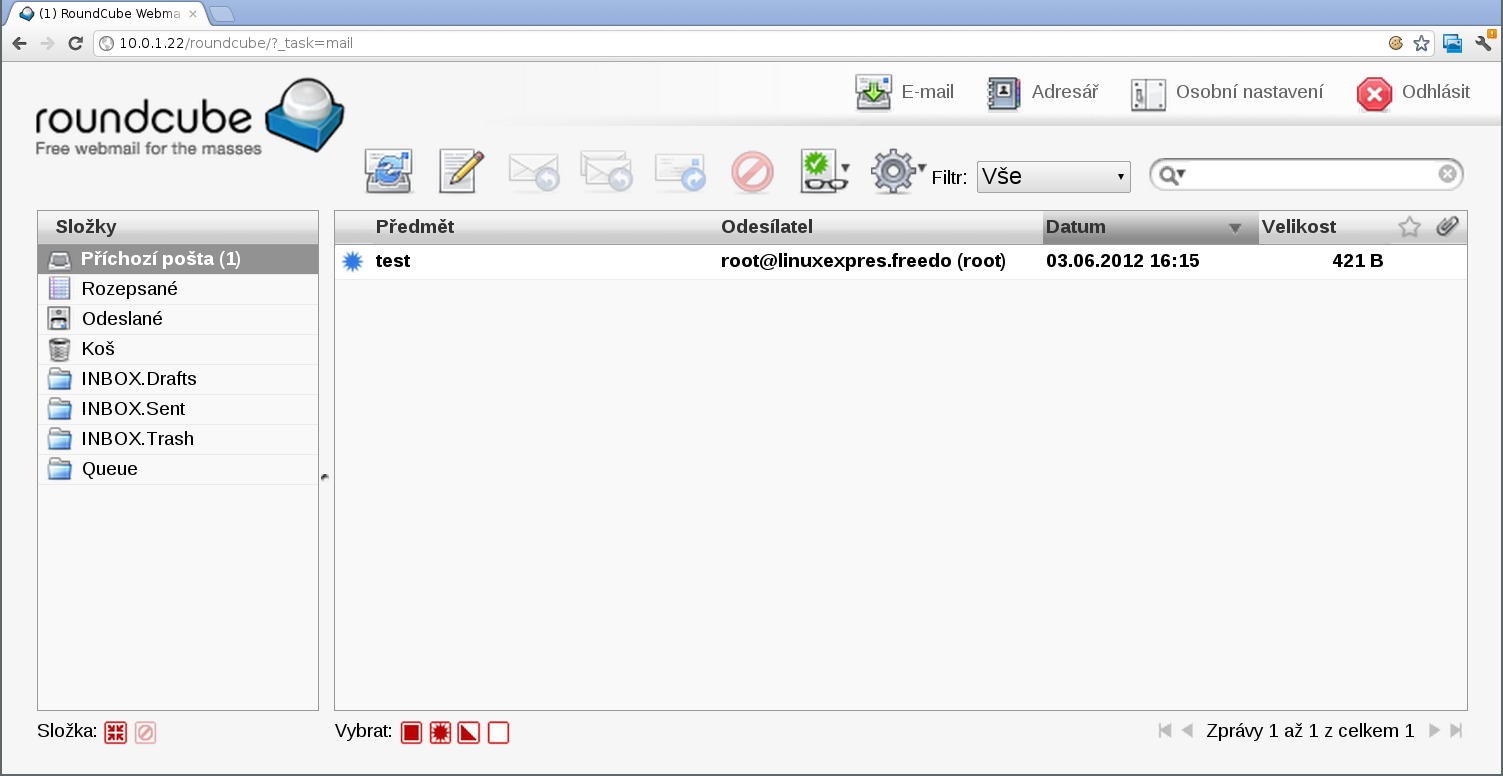 (1) RoundCube Webma
10.0.1.22/roundcube/?_task=mail
E-mail Adresář Osobní nastavení Odhlásit
roundcube
Free webmail for the masses
Filtr: Vše
Složky
Příchozí pošta (1)
Rozepsané
Odeslané
Koš
INBOX.Drafts
INBOX.Sent
INBOX.Trash
Queue
Předmět Odesílatel Datum Velikost
test root@linuxexpres.freedo (root) 03.06.2012 16:15 421 B
Složka:
Vybrat:
Zprávy 1 až 1 z celkem 1